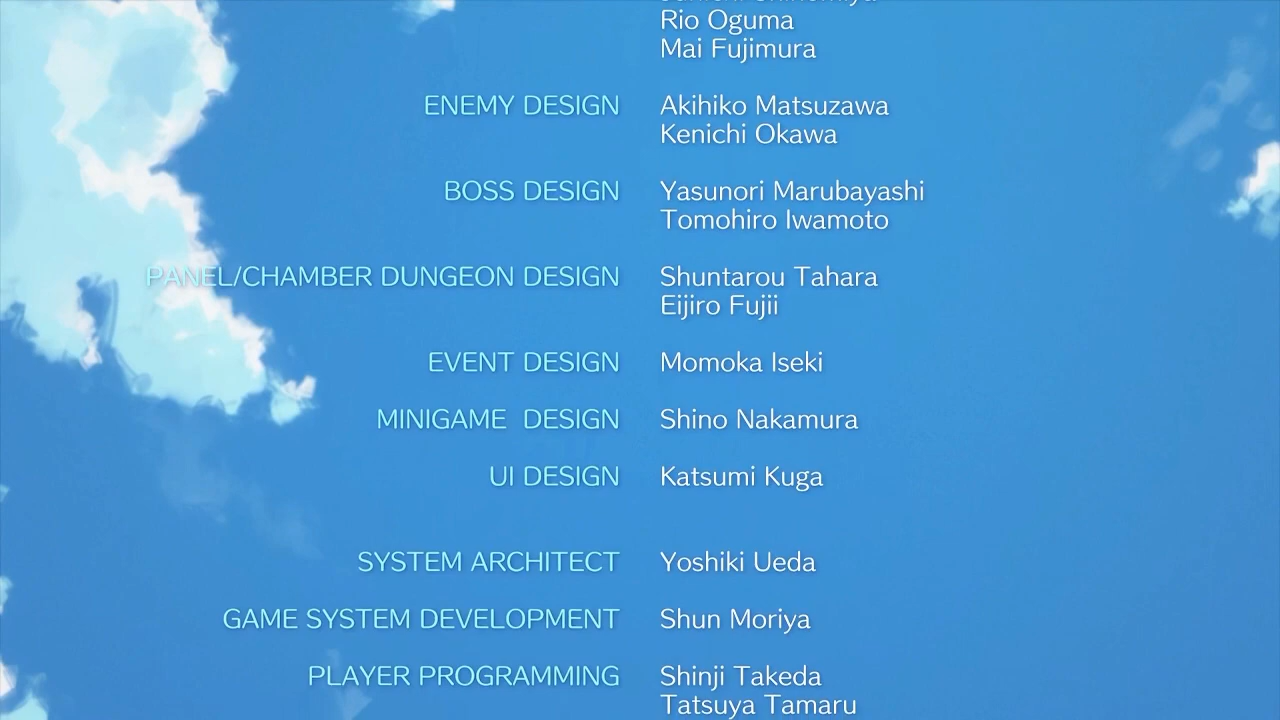 Rio Oguma
Mai Fujimura
ENEMY DESIGN Akihiko Matsuzawa
Kenichi Okawa
BOSS DESIGN Yasunori Marubayashi
Tomohiro Iwamoto
PANEL/CHAMBER DUNGEON DESIGN Shuntarou Tahara
Eijiro Fujii
EVENT DESIGN Momoka Iseki
MINIGAME DESIGN Shino Nakamura
UI DESIGN Katsumi Kuga
SYSTEM ARCHITECT Yoshiki Ueda
GAME SYSTEM DEVELOPMENT Shun Moriya
PLAYER PROGRAMMING Shinji Takeda
Tatsuya Tamaru